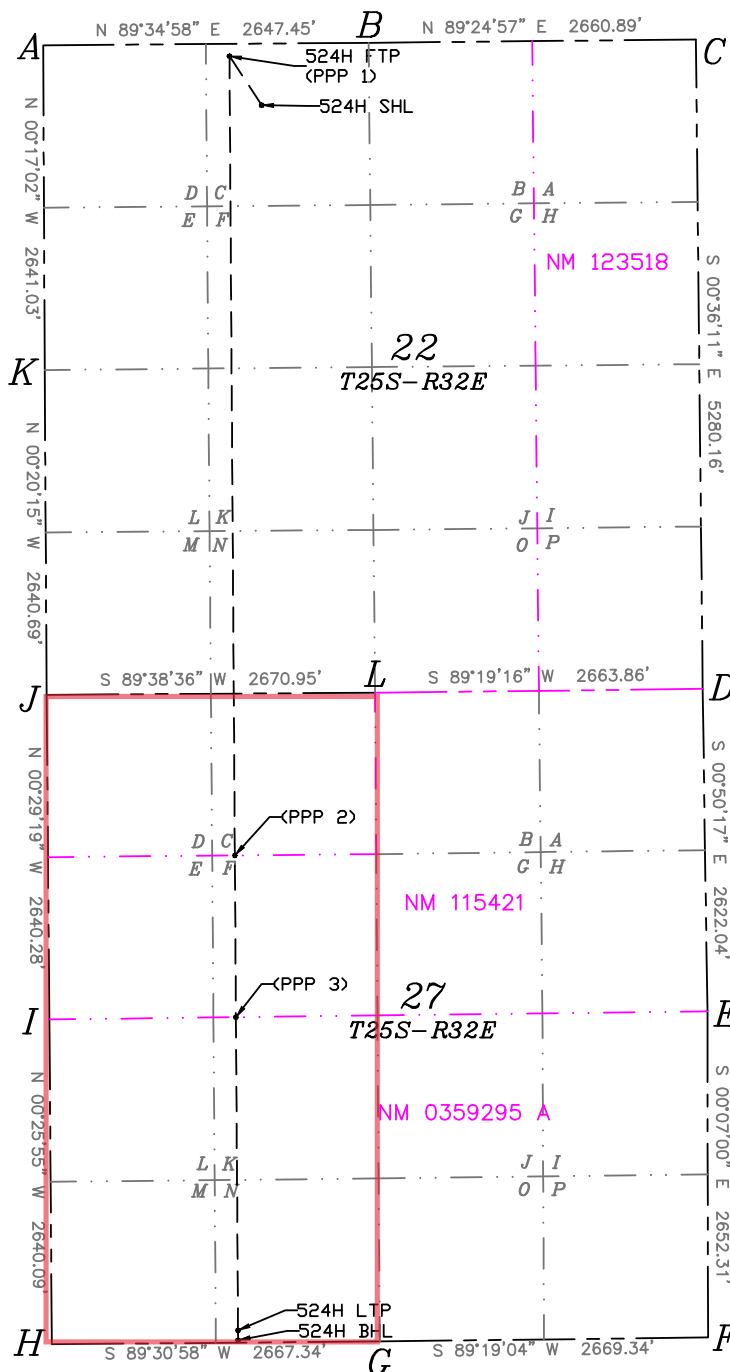 N 89°34'58" E 2647.45'
B
N 89°24'57" E 2660.89'
A
C
524H FTP
(PPP 1)
524H SHL
N 00°17'02" W 2641.03'
D C
E F
B A
G H
NM 123518
S 00°36'11" E 5280.16'
22
T25S-R32E
K
N 00°20'15" W 2640.69'
L K
M N
J I
O P
S 89°38'36" W 2670.95'
L
S 89°19'16" W 2663.86'
J
D
N 00°29'19" W 2640.28'
S 00°50'17" E 2622.04'
(PPP 2)
D C
E F
B A
G H
NM 115421
(PPP 3)
27
T25S-R32E
I
E
N 00°25'55" W 2640.09'
S 00°07'00" E 2652.31'
NM 0359295 A
L K
M N
J I
O P
524H LTP
524H BHL
H
F
S 89°30'58" W 2667.34'
G
S 89°19'04" W 2669.34'